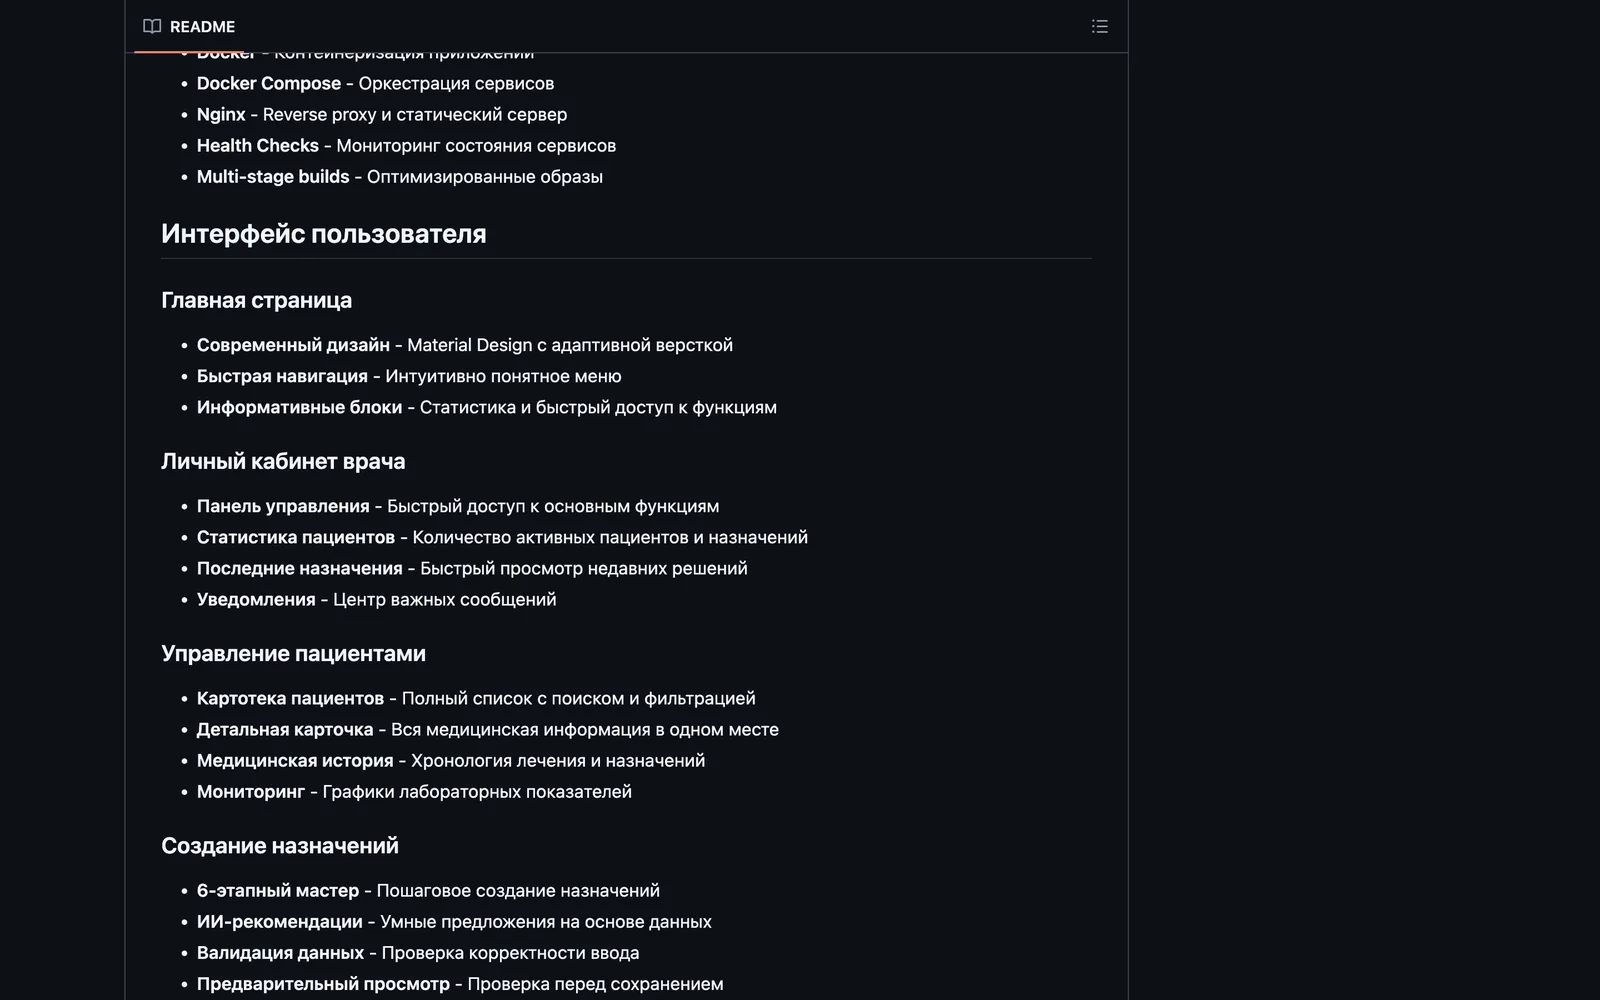 README
Docker - Контейнеризация приложений
Docker Compose - Оркестрация сервисов
Nginx - Reverse proxy и статический сервер
Health Checks - Мониторинг состояния сервисов
Multi-stage builds - Оптимизированные образы
Интерфейс пользователя
Главная страница
Современный дизайн - Material Design с адаптивной версткой
Быстрая навигация - Интуитивно понятное меню
Информативные блоки - Статистика и быстрый доступ к функциям
Личный кабинет врача
Панель управления - Быстрый доступ к основным функциям
Статистика пациентов - Количество активных пациентов и назначений
Последние назначения - Быстрый просмотр недавних решений
Уведомления - Центр важных сообщений
Управление пациентами
Картотека пациентов - Полный список с поиском и фильтрацией
Детальная карточка - Вся медицинская информация в одном месте
Медицинская история - Хронология лечения и назначений
Мониторинг - Графики лабораторных показателей
Создание назначений
6-этапный мастер - Пошаговое создание назначений
ИИ-рекомендации - Умные предложения на основе данных
Валидация данных - Проверка корректности ввода
Предварительный просмотр - Проверка перед сохранением